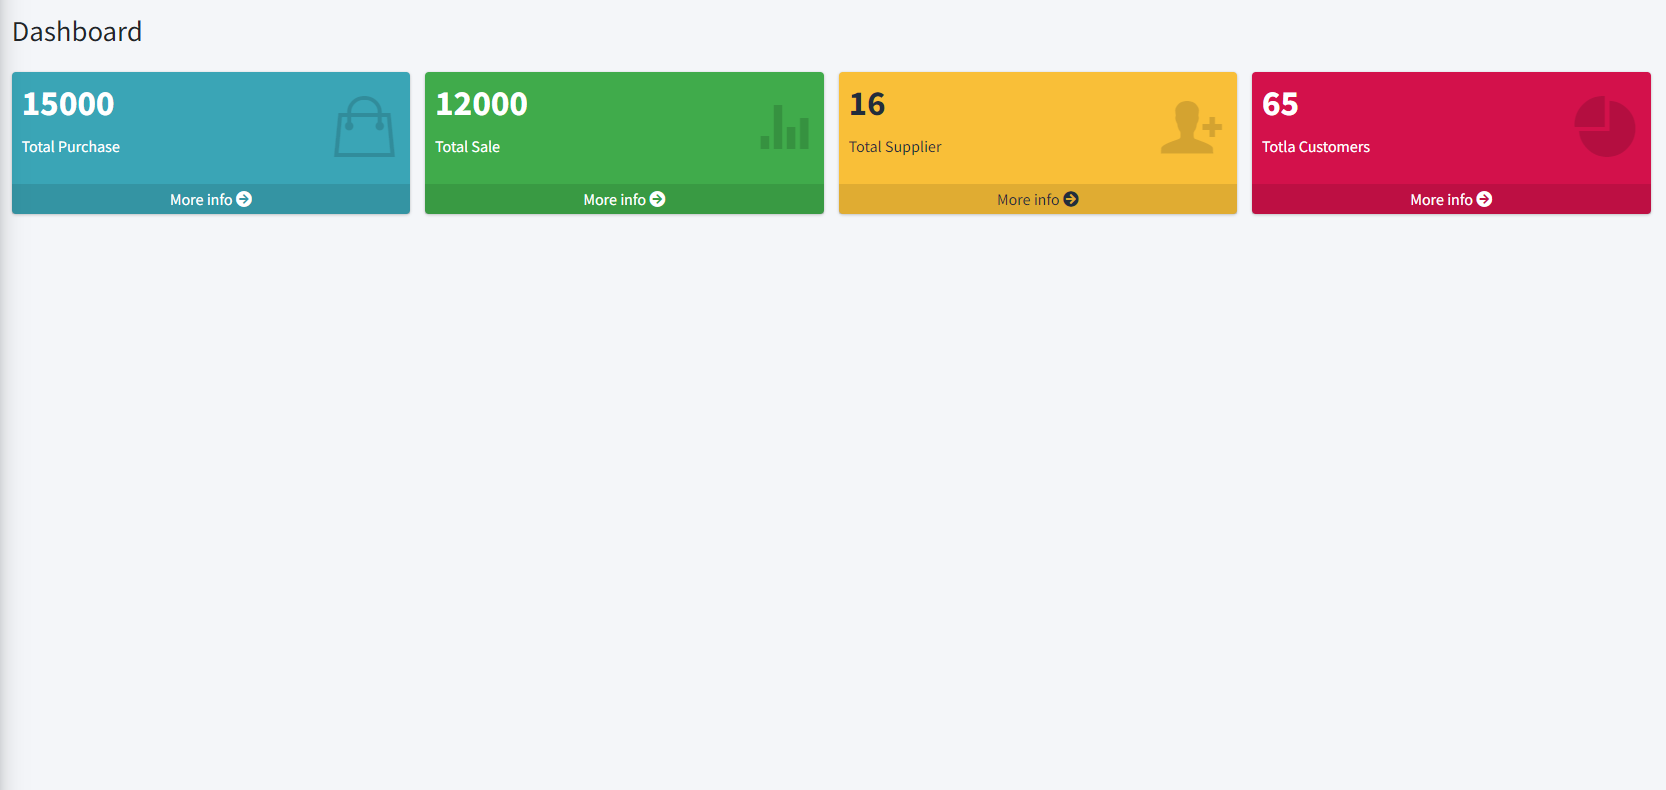 Dashboard
15000
Total Purchase
More info
12000
Total Sale
More info
16
Total Supplier
More info
65
Totla Customers
More info